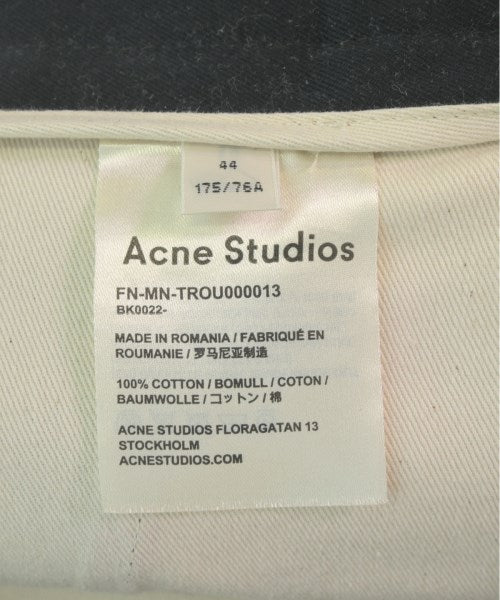 44
175/76A
Acne Studios
FN-MN-TROU000013
BK0022-
MADE IN ROMANIA / FABRIQUÉ EN
ROUMANIE / 罗马尼亚制造
100% COTTON / BOMULL / COTON /
BAUMWOLLE / コットン / 棉
ACNE STUDIOS FLORAGATAN 13
STOCKHOLM
ACNESTUDIOS.COM